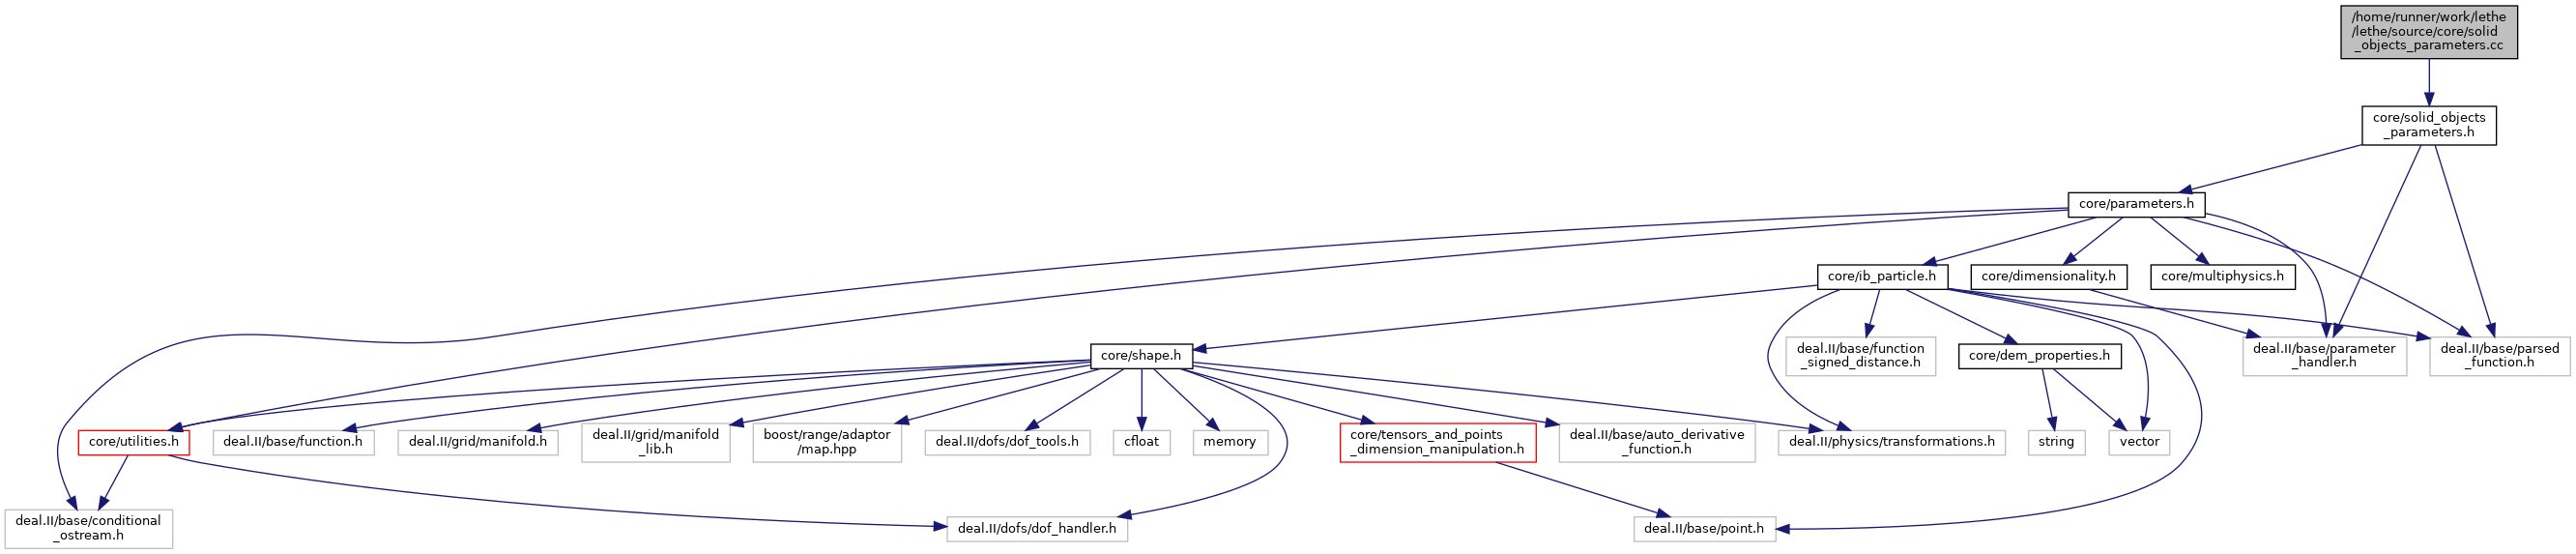 /home/runner/work/lethe
/lethe/source/core/solid
_objects_parameters.cc
core/solid_objects
_parameters.h
core/parameters.h
core/ib_particle.h
core/dimensionality.h
core/multiphysics.h
core/shape.h
deal.II/base/function
_signed_distance.h
core/dem_properties.h
deal.II/base/parameter
_handler.h
deal.II/base/parsed
_function.h
core/utilities.h
deal.II/base/function.h
deal.II/grid/manifold.h
deal.II/grid/manifold
_lib.h
boost/range/adaptor
/map.hpp
deal.II/dofs/dof_tools.h
cfloat
memory
core/tensors_and_points
_dimension_manipulation.h
deal.II/base/auto_derivative
_function.h
deal.II/physics/transformations.h
string
vector
deal.II/base/conditional
_ostream.h
deal.II/dofs/dof_handler.h
deal.II/base/point.h